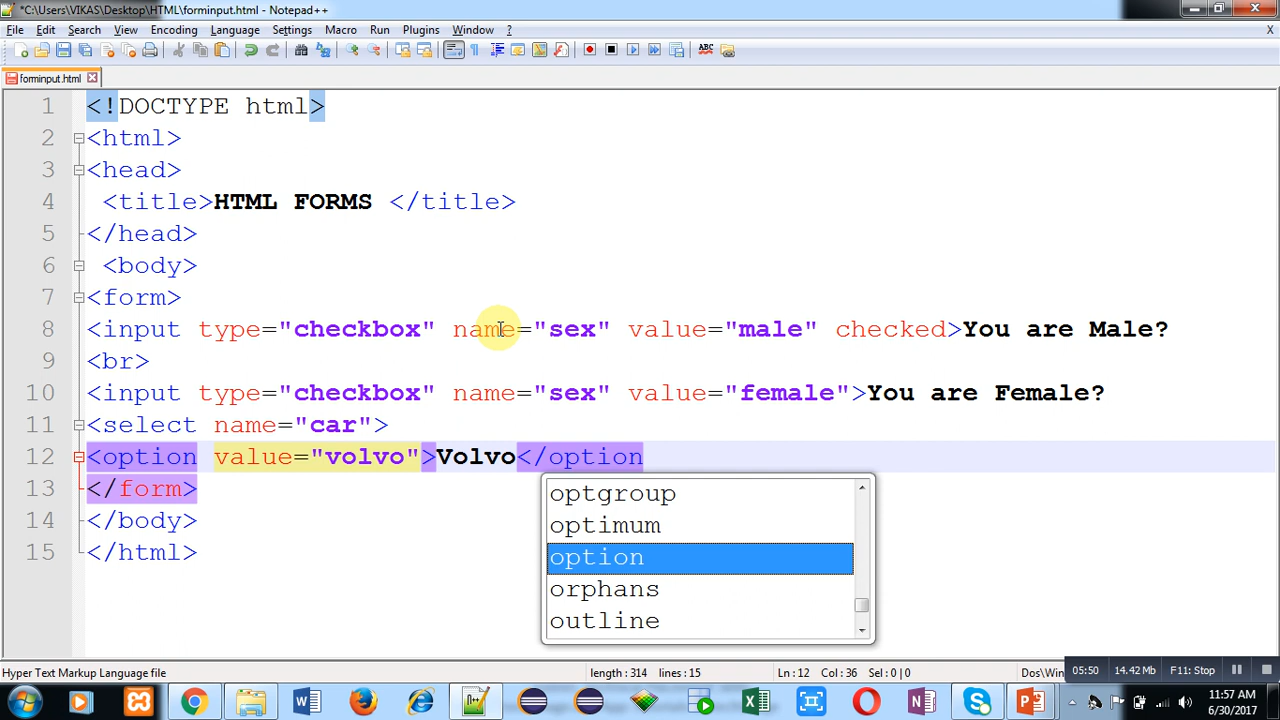 *C:\Users\VIKAS\Desktop\HTML\forminput.html - Notepad++
File Edit Search View Encoding Language Settings Macro Run Plugins Window ? X
forminput.html
1 <!DOCTYPE html>
2 <html>
3 <head>
4 <title>HTML FORMS </title>
5 </head>
6 <body>
7 <form>
8 <input type="checkbox" name="sex" value="male" checked>You are Male?
9 <br>
10 <input type="checkbox" name="sex" value="female">You are Female?
11 <select name="car">
12 <option value="volvo">Volvo</option
13 </form>
14 </body>
15 </html>
optgroup
optimum
option
orphans
outline
Hyper Text Markup Language file length : 314 lines : 15 Ln : 12 Col : 36 Sel : 0 | 0 Dos\Win
05:50 14.42 Mb F11: Stop
11:57 AM
6/30/2017